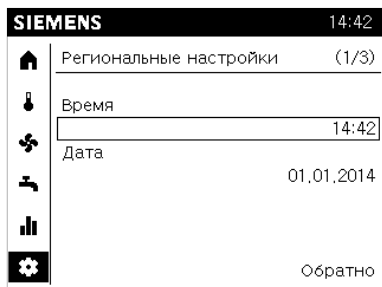 SIEMENS 14:42
Региональные настройки (1/3)
Время
14:42
Дата
01.01.2014
Обратно